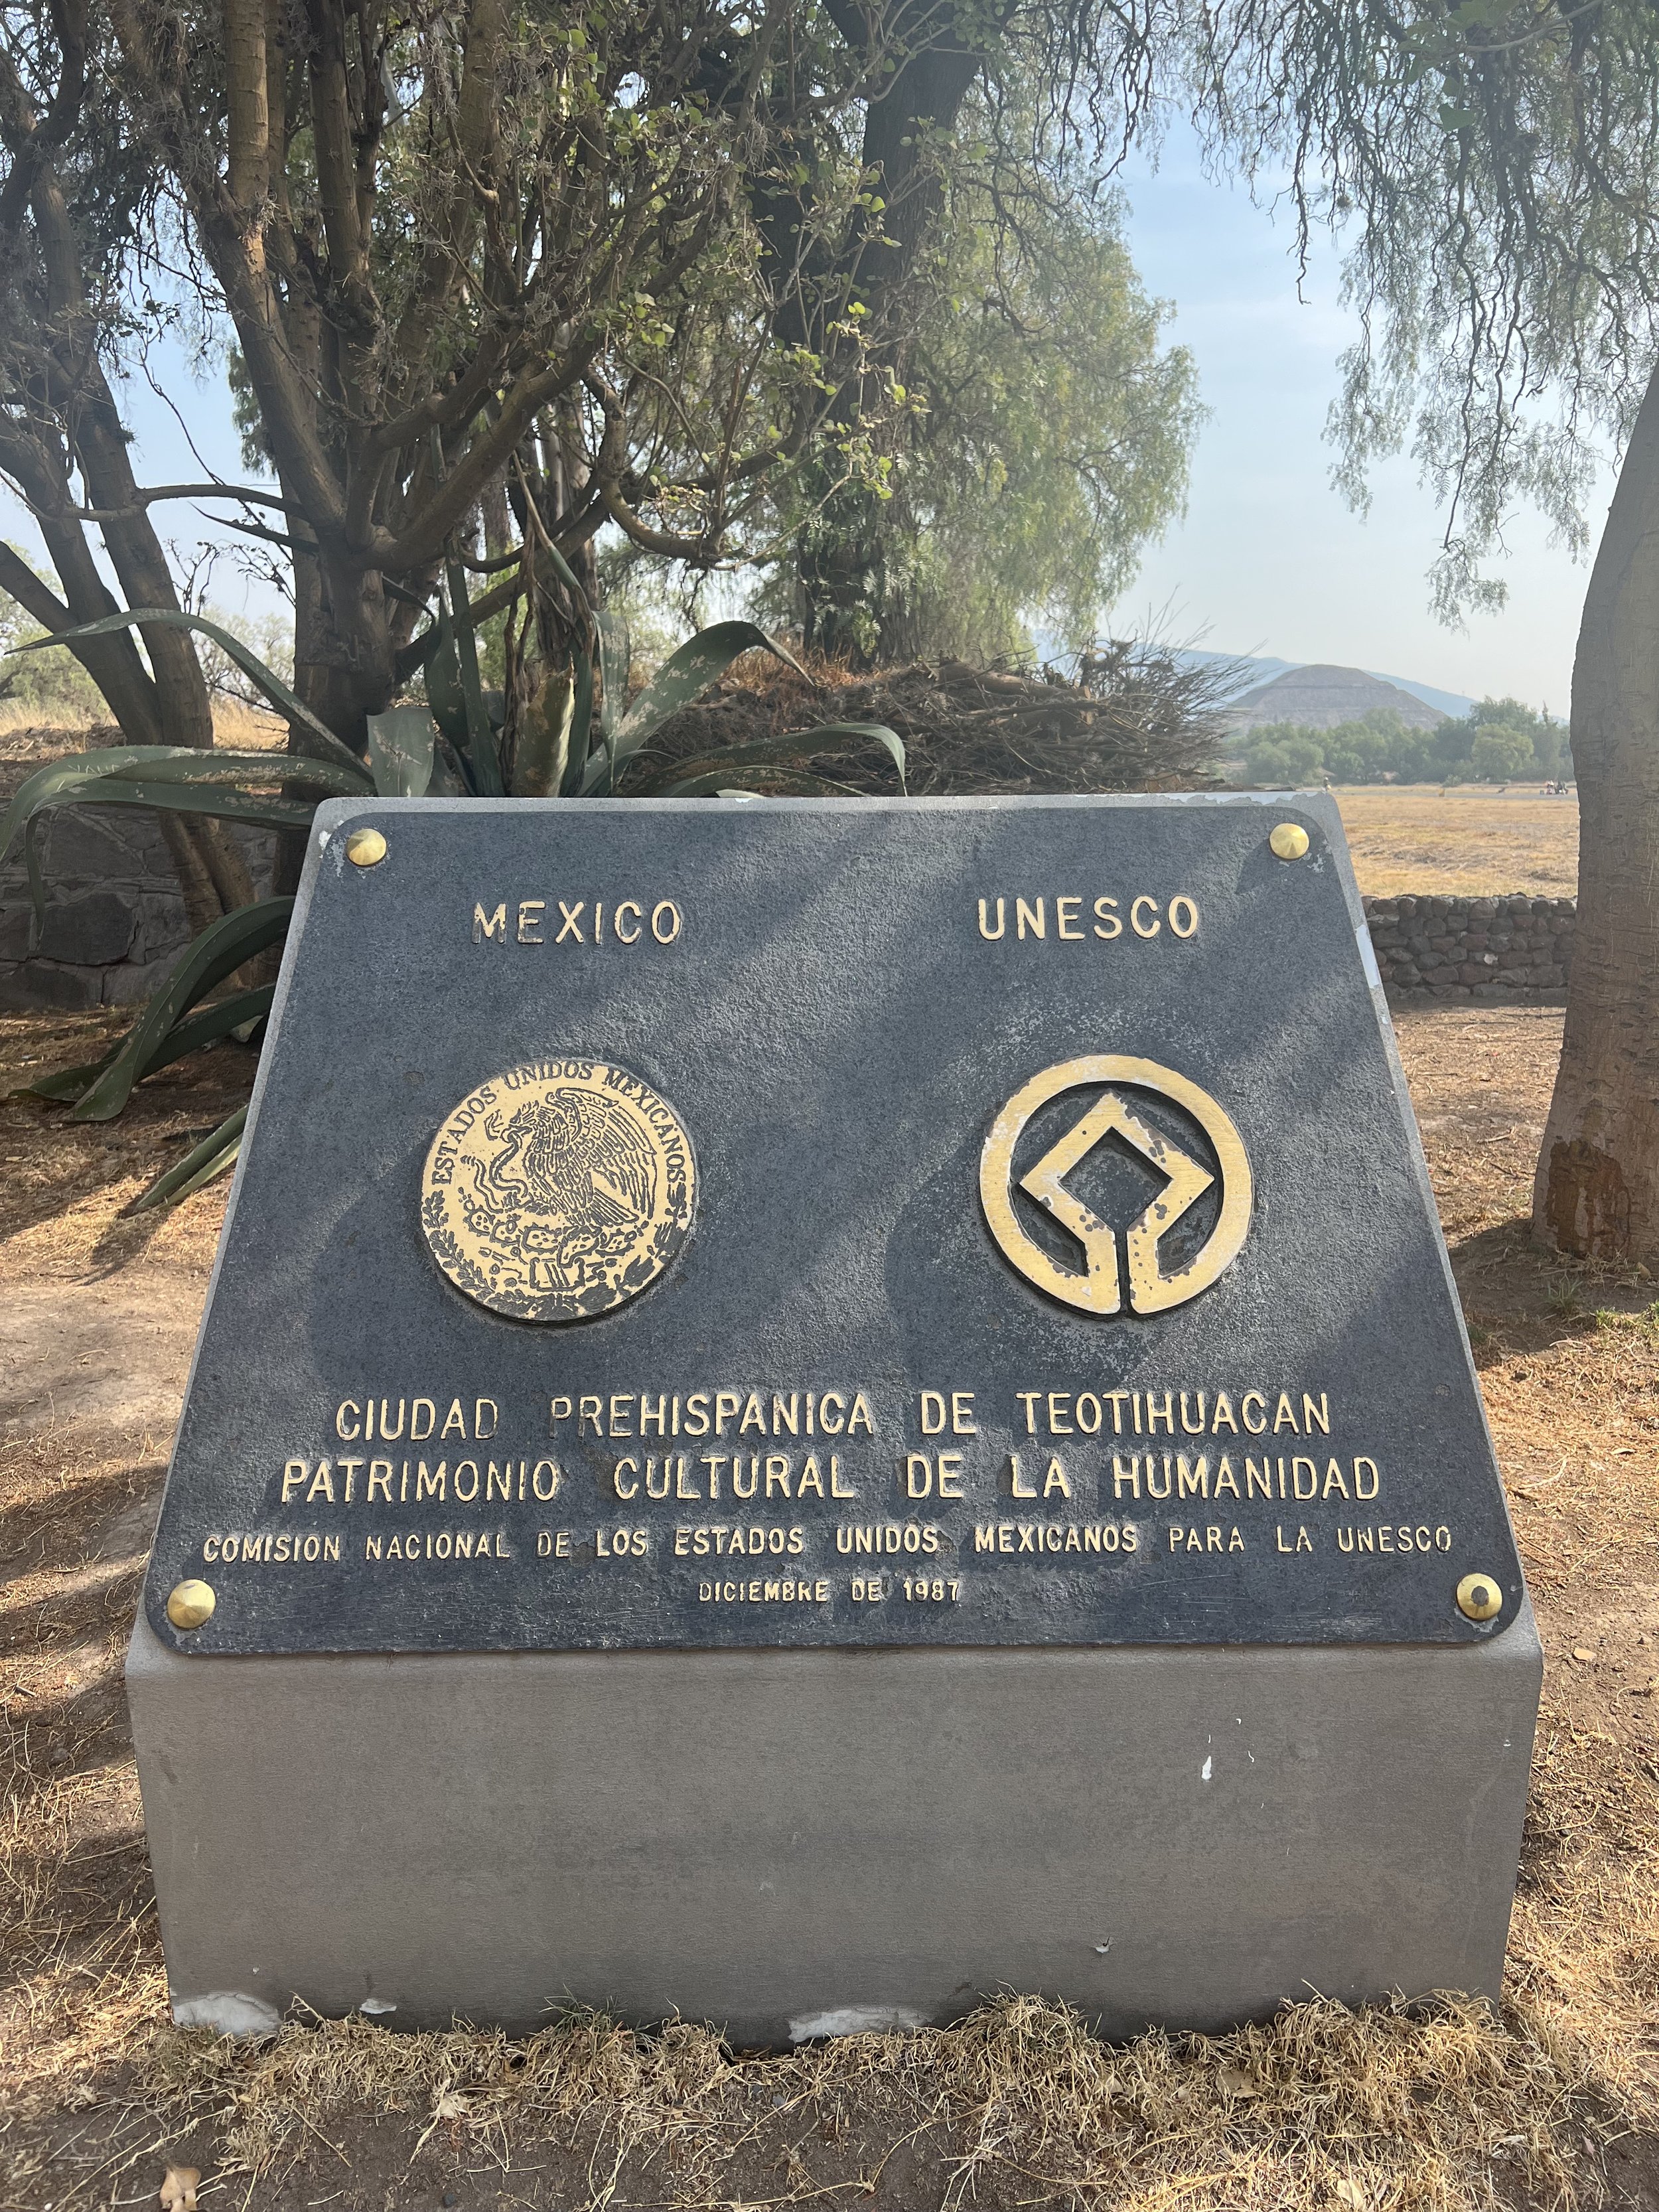 MEXICO
UNESCO
ESTADOS UNIDOS MEXICANOS
CIUDAD PREHISPANICA DE TEOTIHUACAN
PATRIMONIO CULTURAL DE LA HUMANIDAD
COMISION NACIONAL DE LOS ESTADOS UNIDOS MEXICANOS PARA LA UNESCO
DICIEMBRE DE 1987